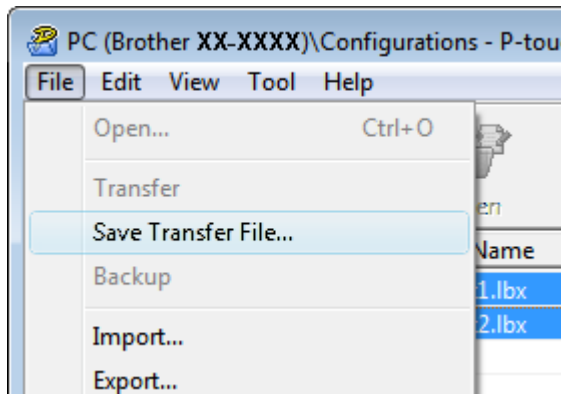 PC (Brother XX-XXXX)\Configurations - P-tou
File Edit View Tool Help
Open... Ctrl+O
Transfer
Save Transfer File...
Backup
Import...
Export...
Name
1.lbx
2.lbx